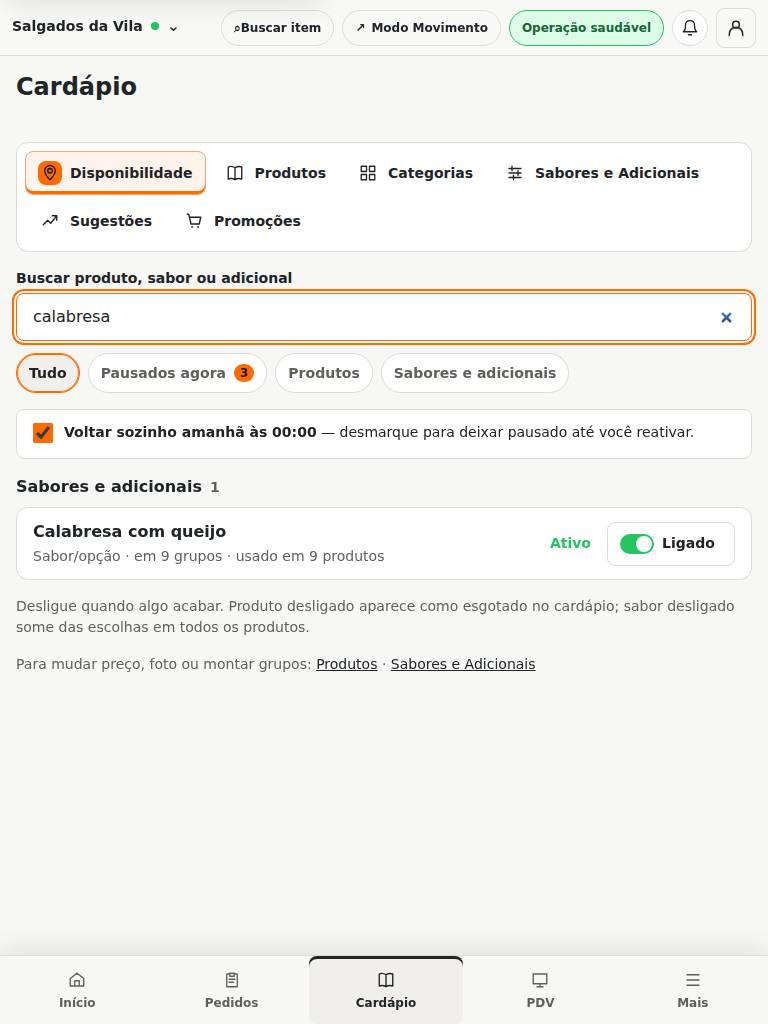 Salgados da Vila
Buscar item
Modo Movimento
Operação saudável
Cardápio
Disponibilidade
Produtos
Categorias
Sabores e Adicionais
Sugestões
Promoções
Buscar produto, sabor ou adicional
calabresa
Tudo
Pausados agora 3
Produtos
Sabores e adicionais
Voltar sozinho amanhã às 00:00 — desmarque para deixar pausado até você reativar.
Sabores e adicionais 1
Calabresa com queijo
Sabor/opção · em 9 grupos · usado em 9 produtos
Ativo
Ligado
Desligue quando algo acabar. Produto desligado aparece como esgotado no cardápio; sabor desligado
some das escolhas em todos os produtos.
Para mudar preço, foto ou montar grupos: Produtos · Sabores e Adicionais
Início
Pedidos
Cardápio
PDV
Mais